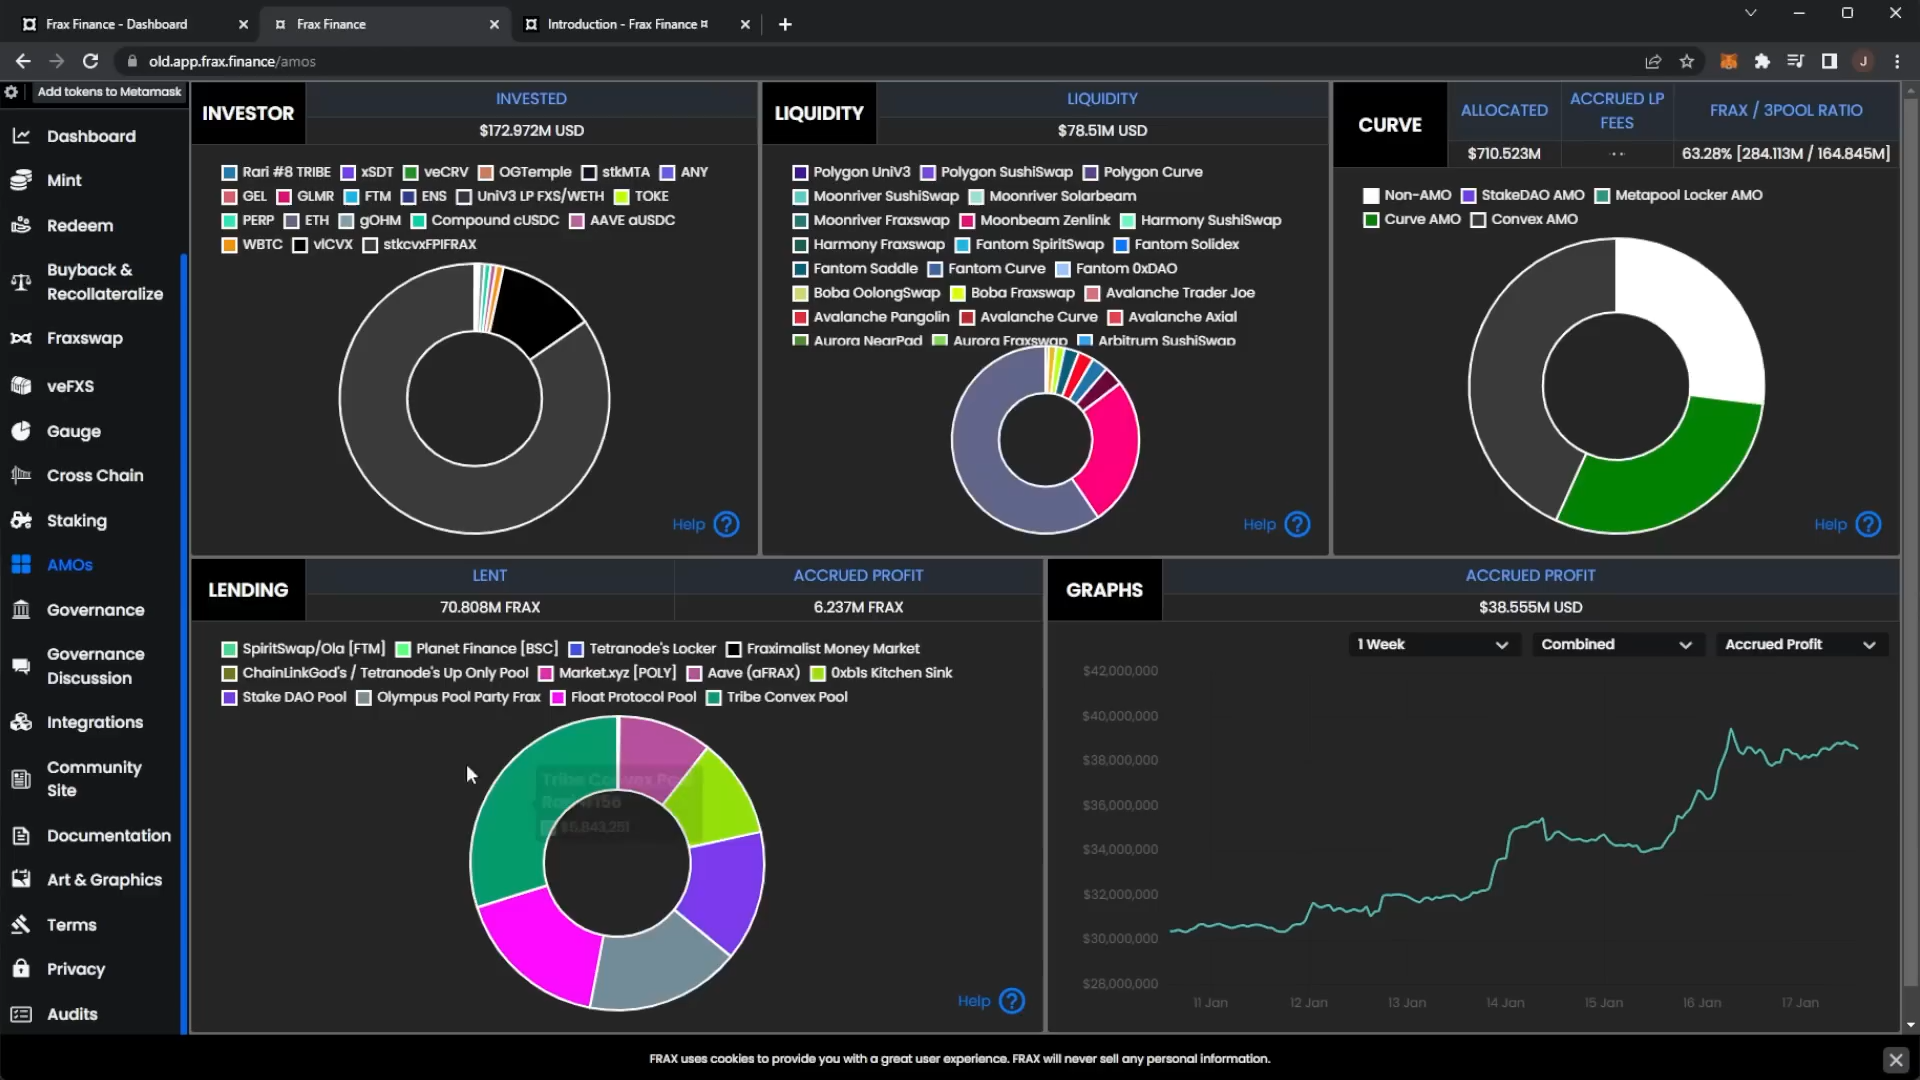 Frax Finance - Dashboard
Frax Finance
Introduction - Frax Finance ¤
old.app.frax.finance/amos
J
Add tokens to Metamask
Dashboard
Mint
Redeem
Buyback &
Recollateralize
Fraxswap
veFXS
Gauge
Cross Chain
Staking
AMOs
Governance
Governance
Discussion
Integrations
Community
Site
Documentation
Art & Graphics
Terms
Privacy
Audits
INVESTOR
INVESTED
$172.972M USD
Rari #8 TRIBE xSDT veCRV OGTemple stkMTA ANY
GEL GLMR FTM ENS UniV3 LP FXS/WETH TOKE
PERP ETH gOHM Compound cUSDC AAVE aUSDC
WBTC vlCVX stkcvxFPIFRAX
Help ?
LIQUIDITY
LIQUIDITY
$78.51M USD
Polygon UniV3 Polygon SushiSwap Polygon Curve
Moonriver SushiSwap Moonriver Solarbeam
Moonriver Fraxswap Moonbeam Zenlink Harmony SushiSwap
Harmony Fraxswap Fantom SpiritSwap Fantom Solidex
Fantom Saddle Fantom Curve Fantom 0xDAO
Boba OolongSwap Boba Fraxswap Avalanche Trader Joe
Avalanche Pangolin Avalanche Curve Avalanche Axial
Aurora NearPad Aurora Fraxswap Arbitrum SushiSwap
Help ?
CURVE
ALLOCATED
$710.523M
ACCRUED LP
FEES
--
FRAX / 3POOL RATIO
63.28% [284.113M / 164.845M]
Non-AMO StakeDAO AMO Metapool Locker AMO
Curve AMO Convex AMO
Help ?
LENDING
LENT
70.808M FRAX
ACCRUED PROFIT
6.237M FRAX
SpiritSwap/Ola [FTM] Planet Finance [BSC] Tetranode's Locker Fraximalist Money Market
ChainLinkGod's / Tetranode's Up Only Pool Market.xyz [POLY] Aave (aFRAX) 0xb1s Kitchen Sink
Stake DAO Pool Olympus Pool Party Frax Float Protocol Pool Tribe Convex Pool
Tribe Convex Pool
Rari #156
Help ?
GRAPHS
ACCRUED PROFIT
$38.555M USD
1 Week
Combined
Accrued Profit
$42,000,000
$40,000,000
$38,000,000
$36,000,000
$34,000,000
$32,000,000
$30,000,000
$28,000,000
11 Jan 12 Jan 13 Jan 14 Jan 15 Jan 16 Jan 17 Jan
FRAX uses cookies to provide you with a great user experience. FRAX will never sell any personal information.